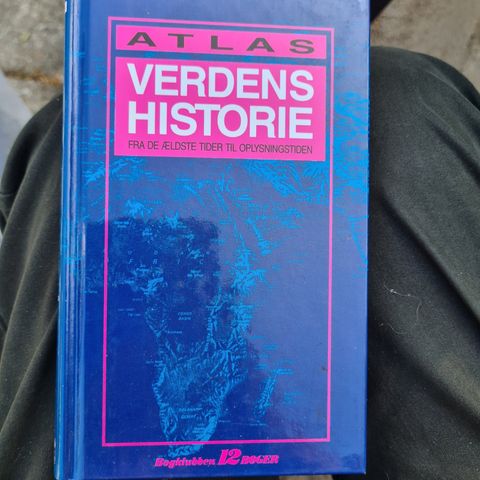 ATLAS
VERDENS
HISTORIE
FRA DE ÆLDSTE TIDER TIL OPLYSNINGSTIDEN
Bogklubben 12 BØGER